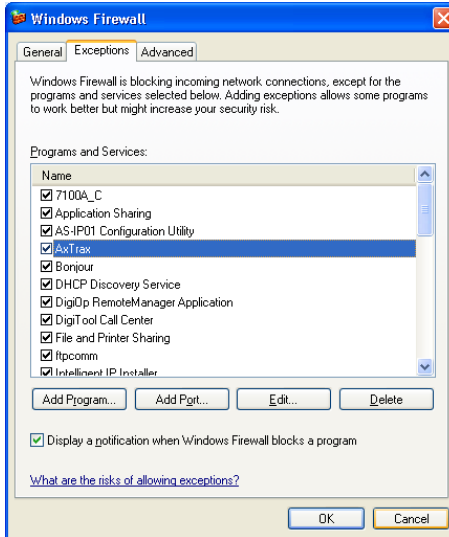 Windows Firewall
General Exceptions Advanced
Windows Firewall is blocking incoming network connections, except for the
programs and services selected below. Adding exceptions allows some programs
to work better but might increase your security risk.
Programs and Services:
Name
7100A_C
Application Sharing
AS-IP01 Configuration Utility
AxTrax
Bonjour
DHCP Discovery Service
DigiOp RemoteManager Application
DigiTool Call Center
File and Printer Sharing
ftpcomm
Intelligent IP Installer
Add Program... Add Port... Edit... Delete
Display a notification when Windows Firewall blocks a program
What are the risks of allowing exceptions?
OK Cancel